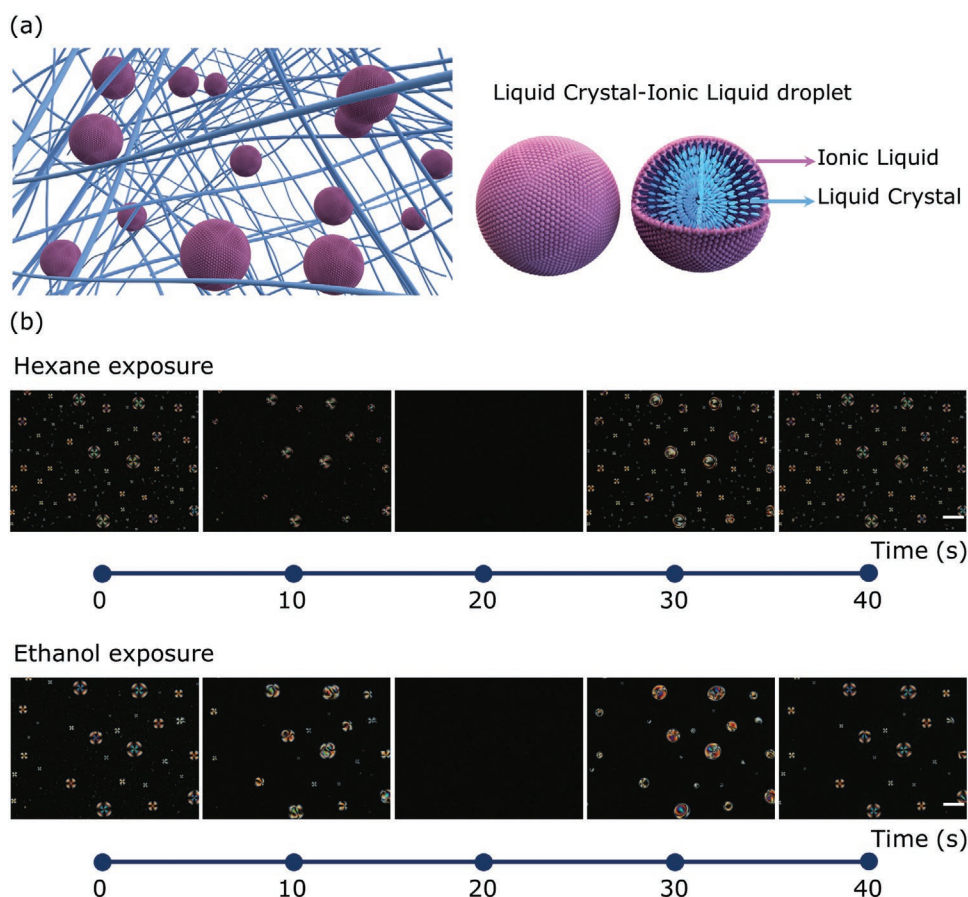 (a)
Liquid Crystal-Ionic Liquid droplet
Ionic Liquid
Liquid Crystal
(b)
Hexane exposure
Time (s)
0 10 20 30 40
Ethanol exposure
Time (s)
0 10 20 30 40